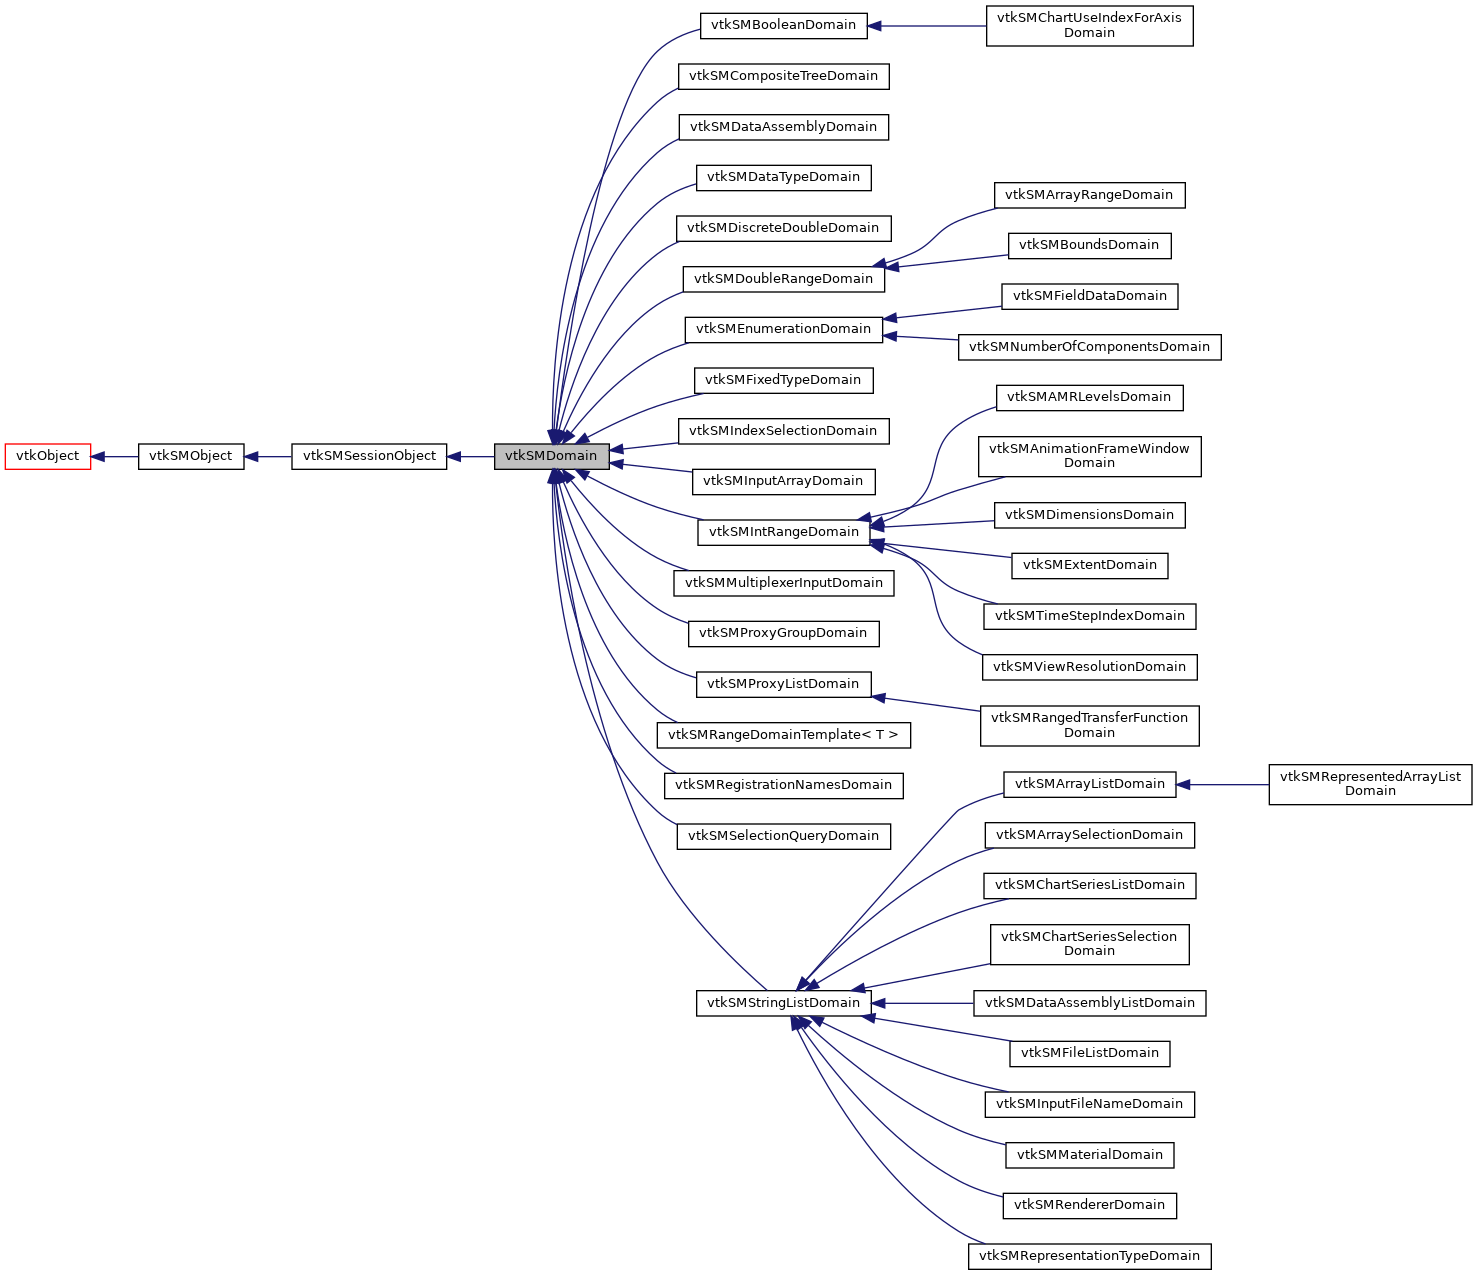 vtkObject
vtkSMObject
vtkSMSessionObject
vtkSMDomain
vtkSMBooleanDomain
vtkSMCompositeTreeDomain
vtkSMDataAssemblyDomain
vtkSMDataTypeDomain
vtkSMDiscreteDoubleDomain
vtkSMDoubleRangeDomain
vtkSMEnumerationDomain
vtkSMFixedTypeDomain
vtkSMIndexSelectionDomain
vtkSMInputArrayDomain
vtkSMIntRangeDomain
vtkSMMultiplexerInputDomain
vtkSMProxyGroupDomain
vtkSMProxyListDomain
vtkSMRangeDomainTemplate< T >
vtkSMRegistrationNamesDomain
vtkSMSelectionQueryDomain
vtkSMStringListDomain
vtkSMChartUseIndexForAxis
Domain
vtkSMArrayRangeDomain
vtkSMBoundsDomain
vtkSMFieldDataDomain
vtkSMNumberOfComponentsDomain
vtkSMAMRLevelsDomain
vtkSMAnimationFrameWindow
Domain
vtkSMDimensionsDomain
vtkSMExtentDomain
vtkSMTimeStepIndexDomain
vtkSMViewResolutionDomain
vtkSMRangedTransferFunction
Domain
vtkSMArrayListDomain
vtkSMArraySelectionDomain
vtkSMChartSeriesListDomain
vtkSMChartSeriesSelection
Domain
vtkSMDataAssemblyListDomain
vtkSMFileListDomain
vtkSMInputFileNameDomain
vtkSMMaterialDomain
vtkSMRendererDomain
vtkSMRepresentationTypeDomain
vtkSMRepresentedArrayList
Domain